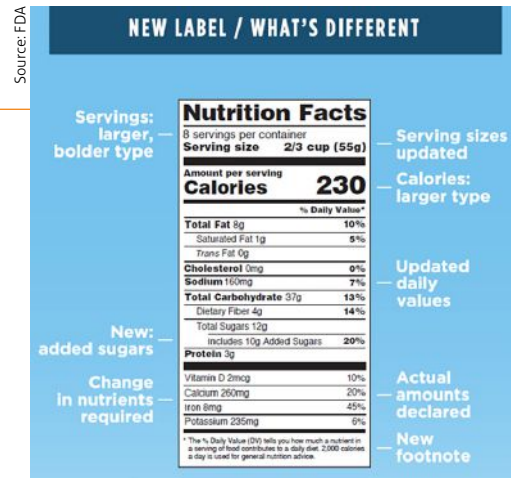 Source: FDA
NEW LABEL / WHAT'S DIFFERENT
Servings:
larger,
bolder type
Nutrition Facts
8 servings per container
Serving size 2/3 cup (55g)
Amount per serving
Calories 230
% Daily Value*
Total Fat 8g 10%
Saturated Fat 1g 5%
Trans Fat 0g
Cholesterol 0mg 0%
Sodium 160mg 7%
Total Carbohydrate 37g 13%
Dietary Fiber 4g 14%
Total Sugars 12g
Includes 10g Added Sugars 20%
Protein 3g
Vitamin D 2mcg 10%
Calcium 260mg 20%
Iron 8mg 45%
Potassium 235mg 6%
* The % Daily Value (DV) tells you how much a nutrient in
a serving of food contributes to a daily diet. 2,000 calories
a day is used for general nutrition advice.
New:
added sugars
Change
in nutrients
required
Serving sizes
updated
Calories:
larger type
Updated
daily
values
Actual
amounts
declared
New
footnote